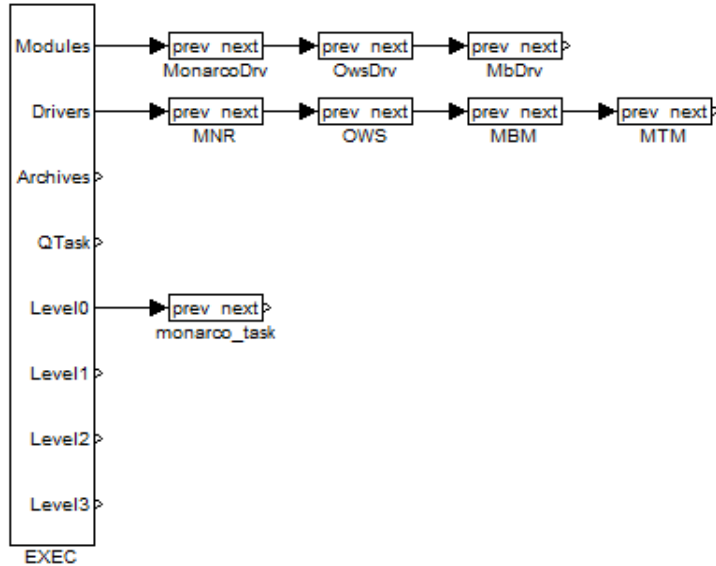 Modules prev next prev next prev next
MonarcoDrv OwsDrv MbDrv
Drivers prev next prev next prev next prev next
MNR OWS MBM MTM
Archives
QTask
Level0 prev next
monarco_task
Level1
Level2
Level3
EXEC